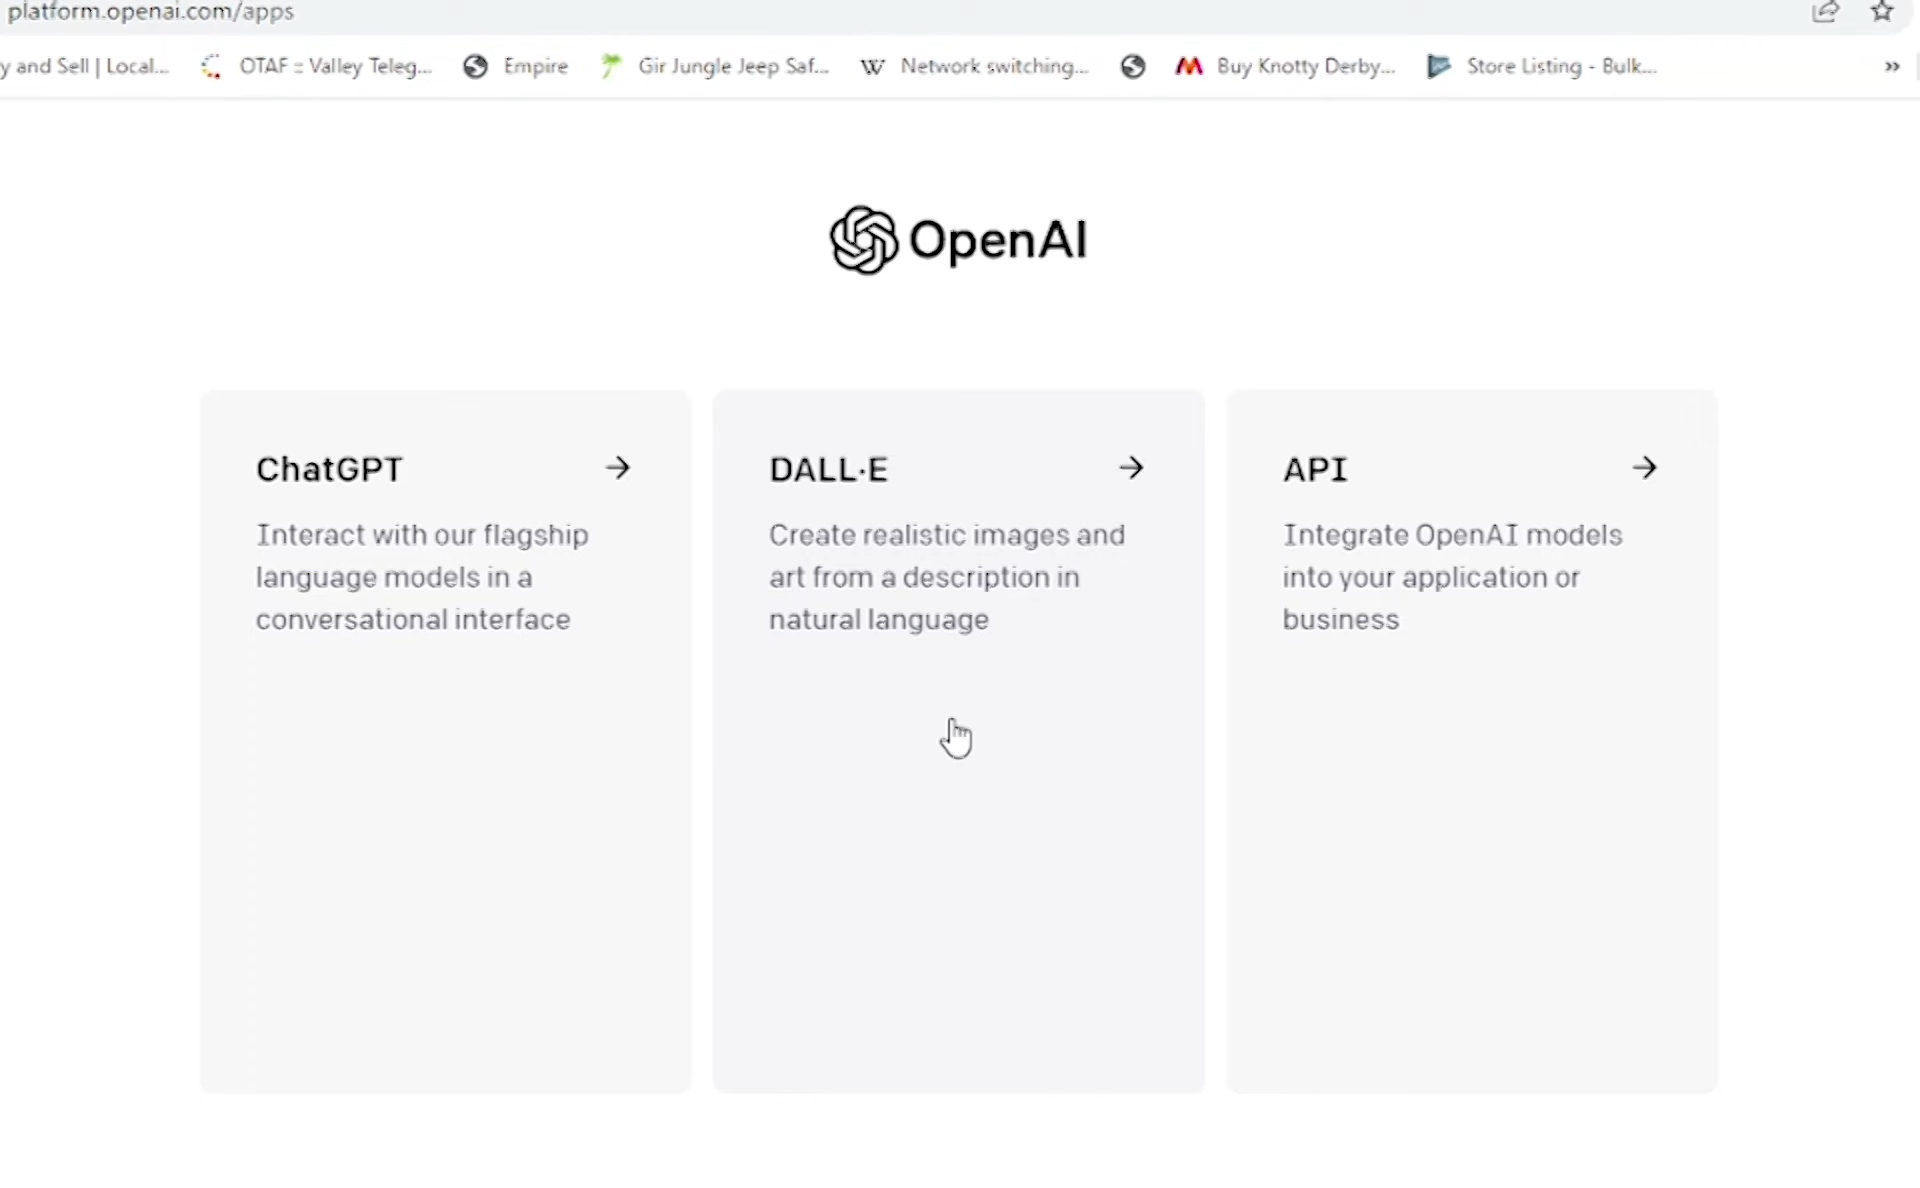 platform.openai.com/apps
y and Sell | Local... OTAF :: Valley Teleg... Empire Gir Jungle Jeep Saf... W Network switching... Buy Knotty Derby... Store Listing - Bulk... »
OpenAI
ChatGPT
Interact with our flagship
language models in a
conversational interface
DALL·E
Create realistic images and
art from a description in
natural language
API
Integrate OpenAI models
into your application or
business